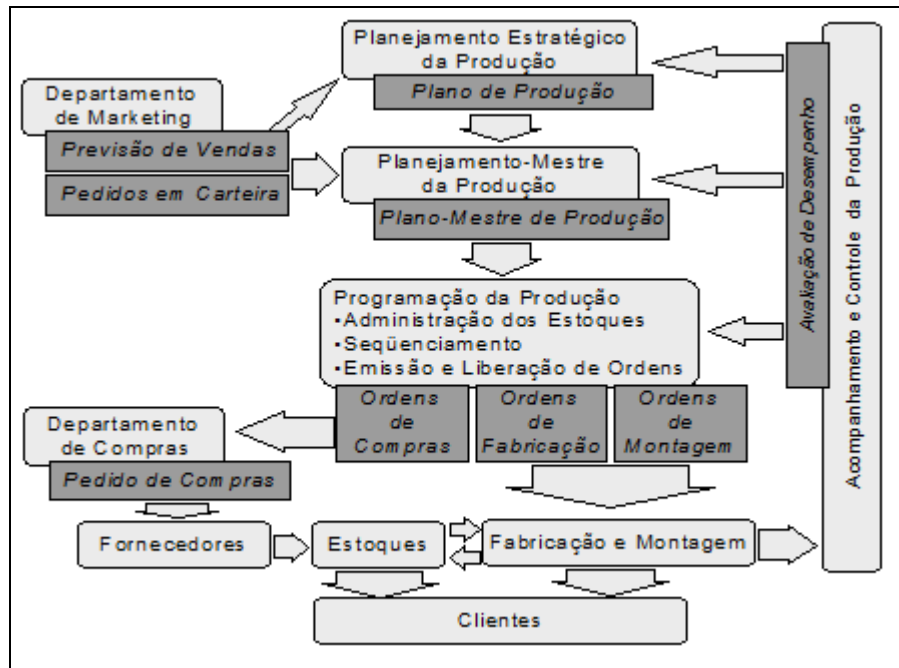 Planejamento Estratégico
da Produção
Plano de Produção
Departamento
de Marketing
Previsão de Vendas
Pedidos em Carteira
Planejamento-Mestre
da Produção
Plano-Mestre de Produção
Programação da Produção
▪Administração dos Estoques
▪Seqüenciamento
▪Emissão e Liberação de Ordens
Ordens
de
Compras
Ordens
de
Fabricação
Ordens
de
Montagem
Departamento
de Compras
Pedido de Compras
Fornecedores
Estoques
Fabricação e Montagem
Clientes
Avaliação de Desempenho
Acompanhamento e Controle da Produção